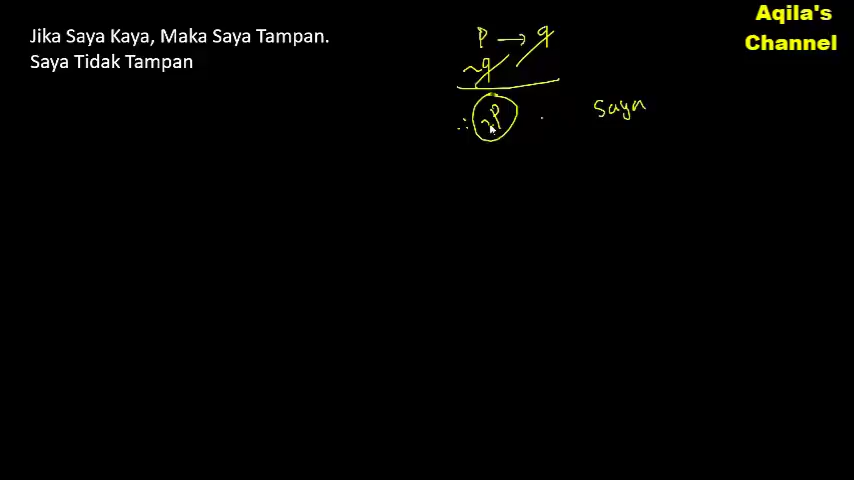 Jika Saya Kaya, Maka Saya Tampan.
Saya Tidak Tampan
p → q
~q
∴ ~p
Saya
Aqila's
Channel